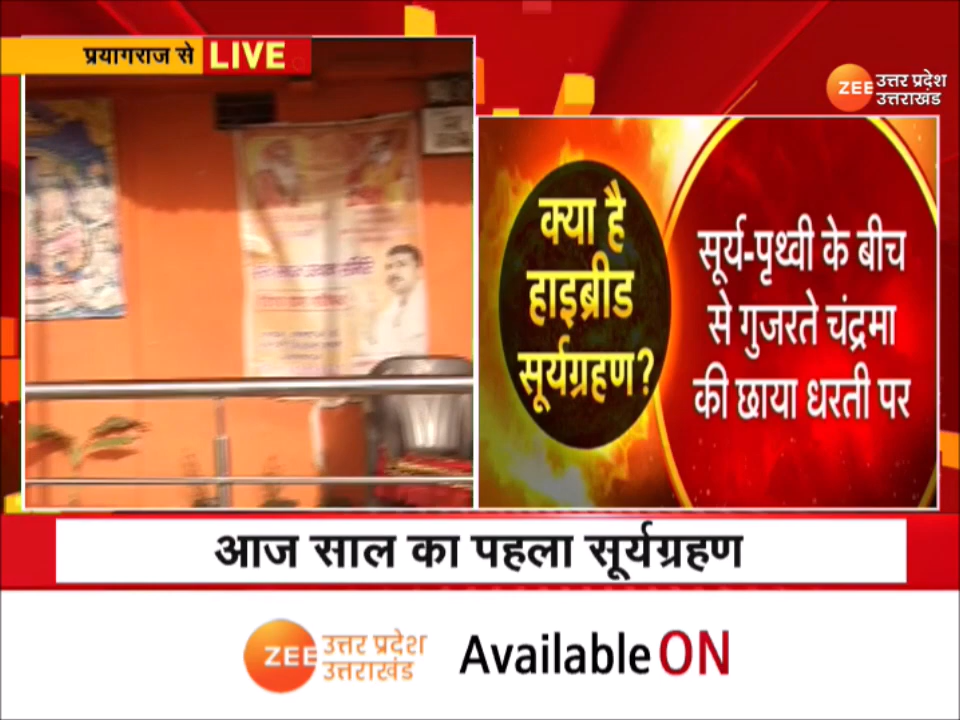 प्रयागराज से LIVE
ZEE उत्तर प्रदेश
उत्तराखंड
क्या है
हाइब्रीड
सूर्यग्रहण?
सूर्य-पृथ्वी के बीच
से गुजरते चंद्रमा
की छाया धरती पर
आज साल का पहला सूर्यग्रहण
ZEE उत्तर प्रदेश
उत्तराखंड
Available ON